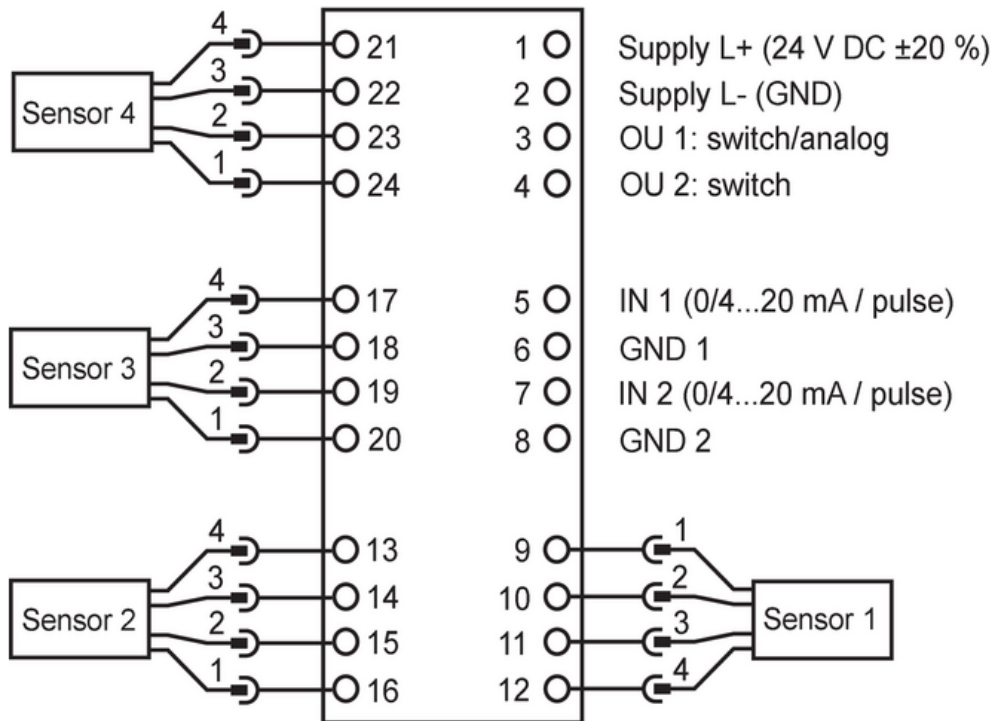 4 21 1 Supply L+ (24 V DC ±20 %)
3 22 2 Supply L- (GND)
Sensor 4
2 23 3 OU 1: switch/analog
1 24 4 OU 2: switch
4 17 5 IN 1 (0/4...20 mA / pulse)
3 18 6 GND 1
Sensor 3
2 19 7 IN 2 (0/4...20 mA / pulse)
1 20 8 GND 2
4 13 9 1
3 14 10 2
Sensor 2 Sensor 1
2 15 11 3
1 16 12 4